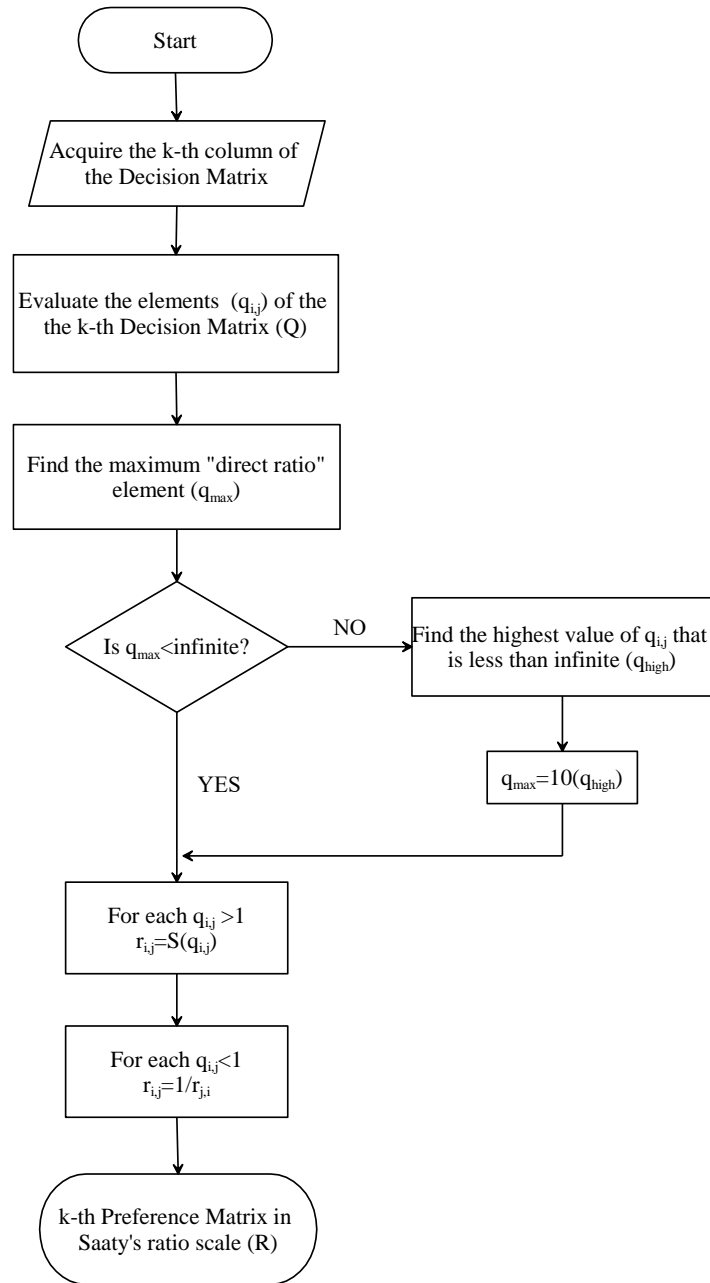 Start
Acquire the k-th column of
the Decision Matrix
Evaluate the elements (qi,j) of the
the k-th Decision Matrix (Q)
Find the maximum "direct ratio"
element (qmax)
Is qmax<infinite?
NO
Find the highest value of qi,j that
is less than infinite (qhigh)
qmax=10(qhigh)
YES
For each qi,j >1
ri,j=S(qi,j)
For each qi,j<1
ri,j=1/rj,i
k-th Preference Matrix in
Saaty's ratio scale (R)